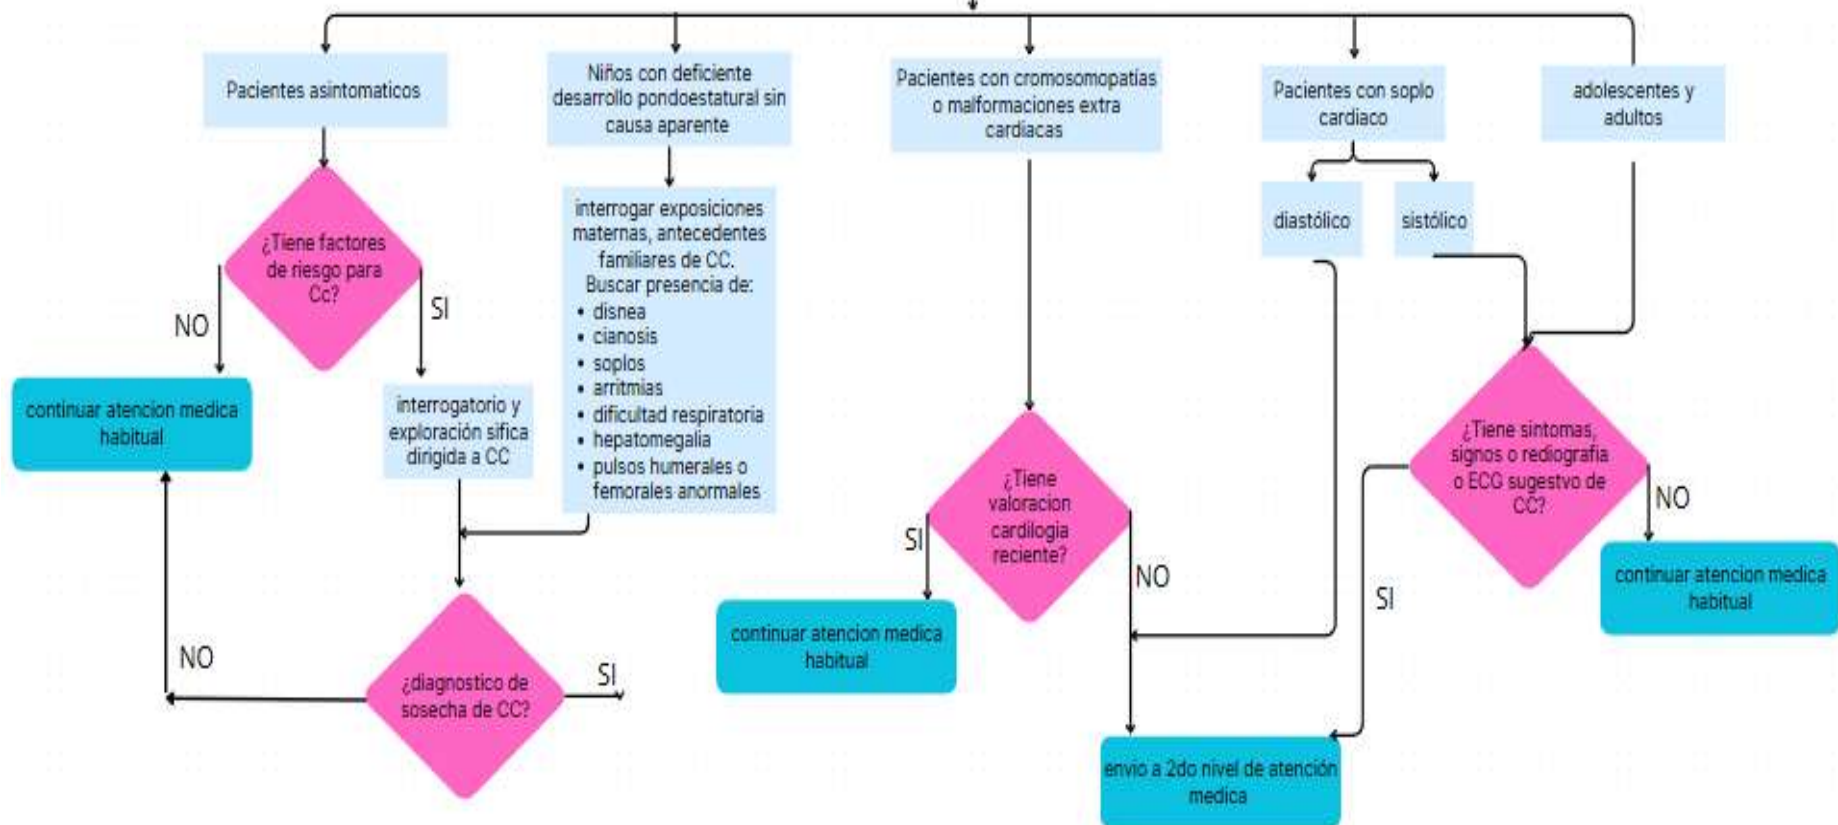 Pacientes asintomaticos
Niños con deficiente
desarrollo pondoestatural sin
causa aparente
Pacientes con cromosomopatías
o malformaciones extra
cardiacas
Pacientes con soplo
cardiaco
adolescentes y
adultos
diastólico
sistólico
¿Tiene factores
de riesgo para
Cc?
NO
SI
interrogar exposiciones
maternas, antecedentes
familiares de CC.
Buscar presencia de:
• disnea
• cianosis
• soplos
• arritmias
• dificultad respiratoria
• hepatomegalia
• pulsos humerales o
femorales anormales
continuar atencion medica
habitual
interrogatorio y
exploración sifica
dirigida a CC
¿Tiene
valoracion
cardilogia
reciente?
SI
NO
¿Tiene sintomas,
signos o rediografia
o ECG sugestvo de
CC?
NO
SI
continuar atencion medica
habitual
continuar atencion medica
habitual
¿diagnostico de
sosecha de CC?
NO
SI
envio a 2do nivel de atención
medica